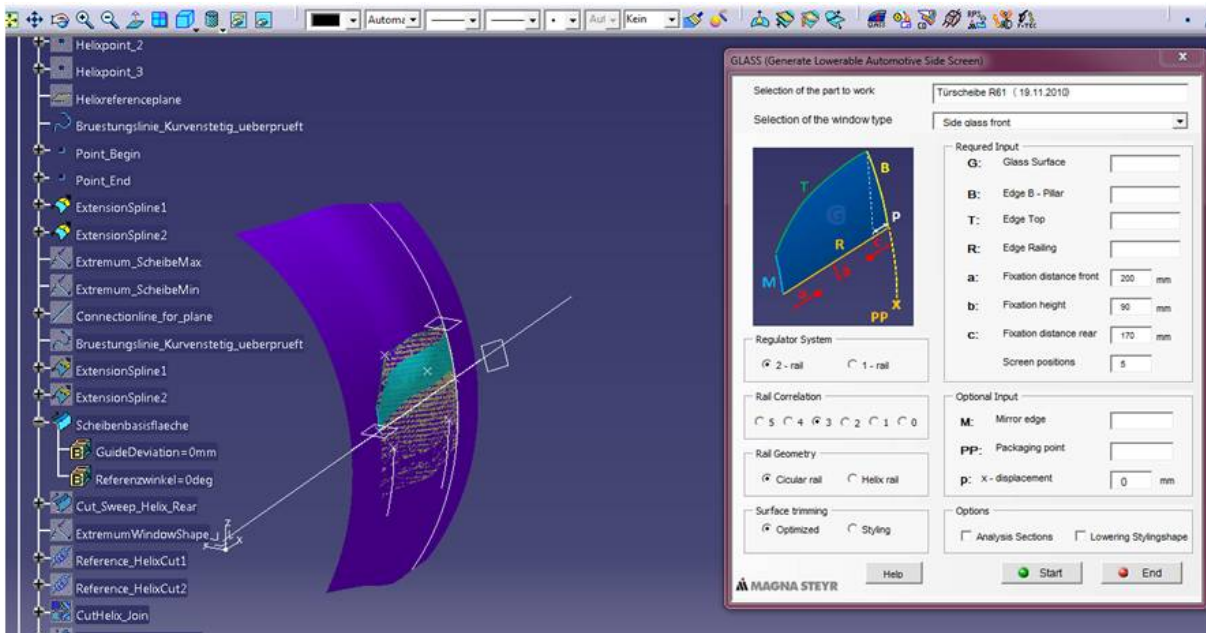 Automa
Aut
Kein
Helixpoint_2
Helixpoint_3
Helixreferenceplane
Bruestungslinie_Kurvenstetig_ueberprueft
Point_Begin
Point_End
ExtensionSpline1
ExtensionSpline2
Extremum_ScheibeMax
Extremum_ScheibeMin
Connectionline_for_plane
Bruestungslinie_Kurvenstetig_ueberprueft
ExtensionSpline1
ExtensionSpline2
Scheibenbasisflaeche
GuideDeviation=0mm
Referenzwinkel=0deg
Cut_Sweep_Helix_Rear
ExtremumWindowShape
Reference_HelixCut1
Reference_HelixCut2
CutHelix_Join
z
x
GLASS (Generate Lowerable Automotive Side Screen)
x
Selection of the part to work
Türscheibe R61 ( 19.11.2010)
Selection of the window type
Side glass front
T
B
G
P
R
c
M
a
PP
X
Requred Input
G: Glass Surface
B: Edge B - Pillar
T: Edge Top
R: Edge Railing
a: Fixation distance front 200 mm
b: Fixation height 90 mm
c: Fixation distance rear 170 mm
Screen positions 5
Regulator System
2 - rail 1 - rail
Rail Correlation
5 4 3 2 1 0
Rail Geometry
Cicular rail Helix rail
Surface trimming
Optimized Styling
Optional Input
M: Mirror edge
PP: Packaging point
p: x - displacement 0 mm
Options
Analysis Sections Lowering Stylingshape
Help
Start
End
MAGNA STEYR